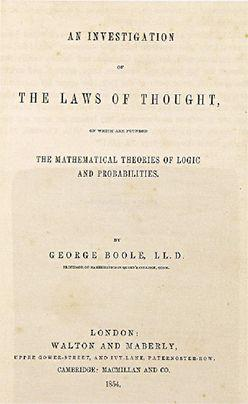 AN INVESTIGATION
OF
THE LAWS OF THOUGHT,
ON WHICH ARE FOUNDED
THE MATHEMATICAL THEORIES OF LOGIC
AND PROBABILITIES.
BY
GEORGE BOOLE, LL.D.
PROFESSOR OF MATHEMATICS IN QUEEN'S COLLEGE, CORK.
LONDON:
WALTON AND MABERLY,
UPPER GOWER-STREET, AND IVY-LANE, PATERNOSTER-ROW.
CAMBRIDGE: MACMILLAN AND CO.
1854.